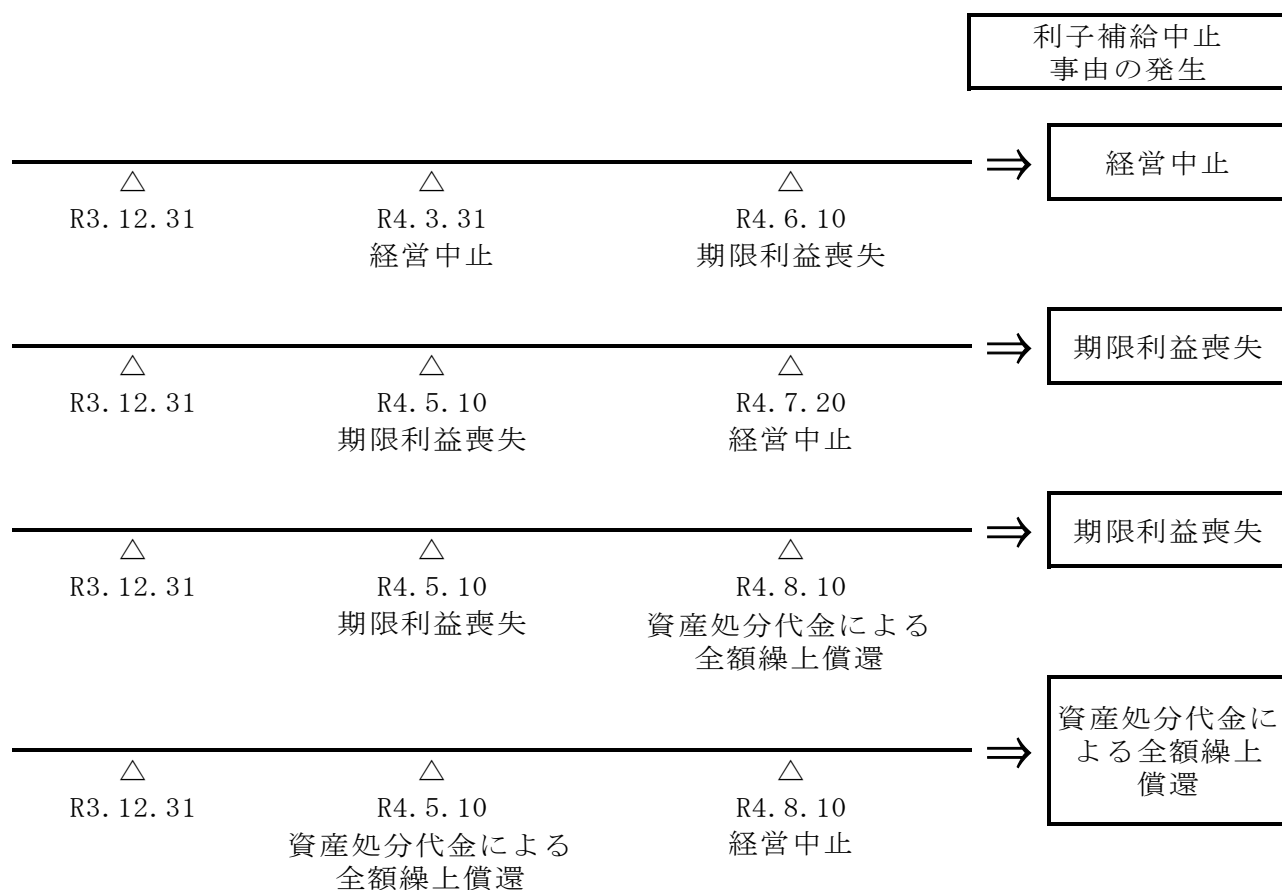 利子補給中止
事由の発生
⇒ 経営中止
△ △ △
R3.12.31 R4.3.31 R4.6.10
経営中止 期限利益喪失
⇒ 期限利益喪失
△ △ △
R3.12.31 R4.5.10 R4.7.20
期限利益喪失 経営中止
⇒ 期限利益喪失
△ △ △
R3.12.31 R4.5.10 R4.8.10
期限利益喪失 資産処分代金による
全額繰上償還
資産処分代金に
⇒ よる全額繰上
償還
△ △ △
R3.12.31 R4.5.10 R4.8.10
資産処分代金による 経営中止
全額繰上償還